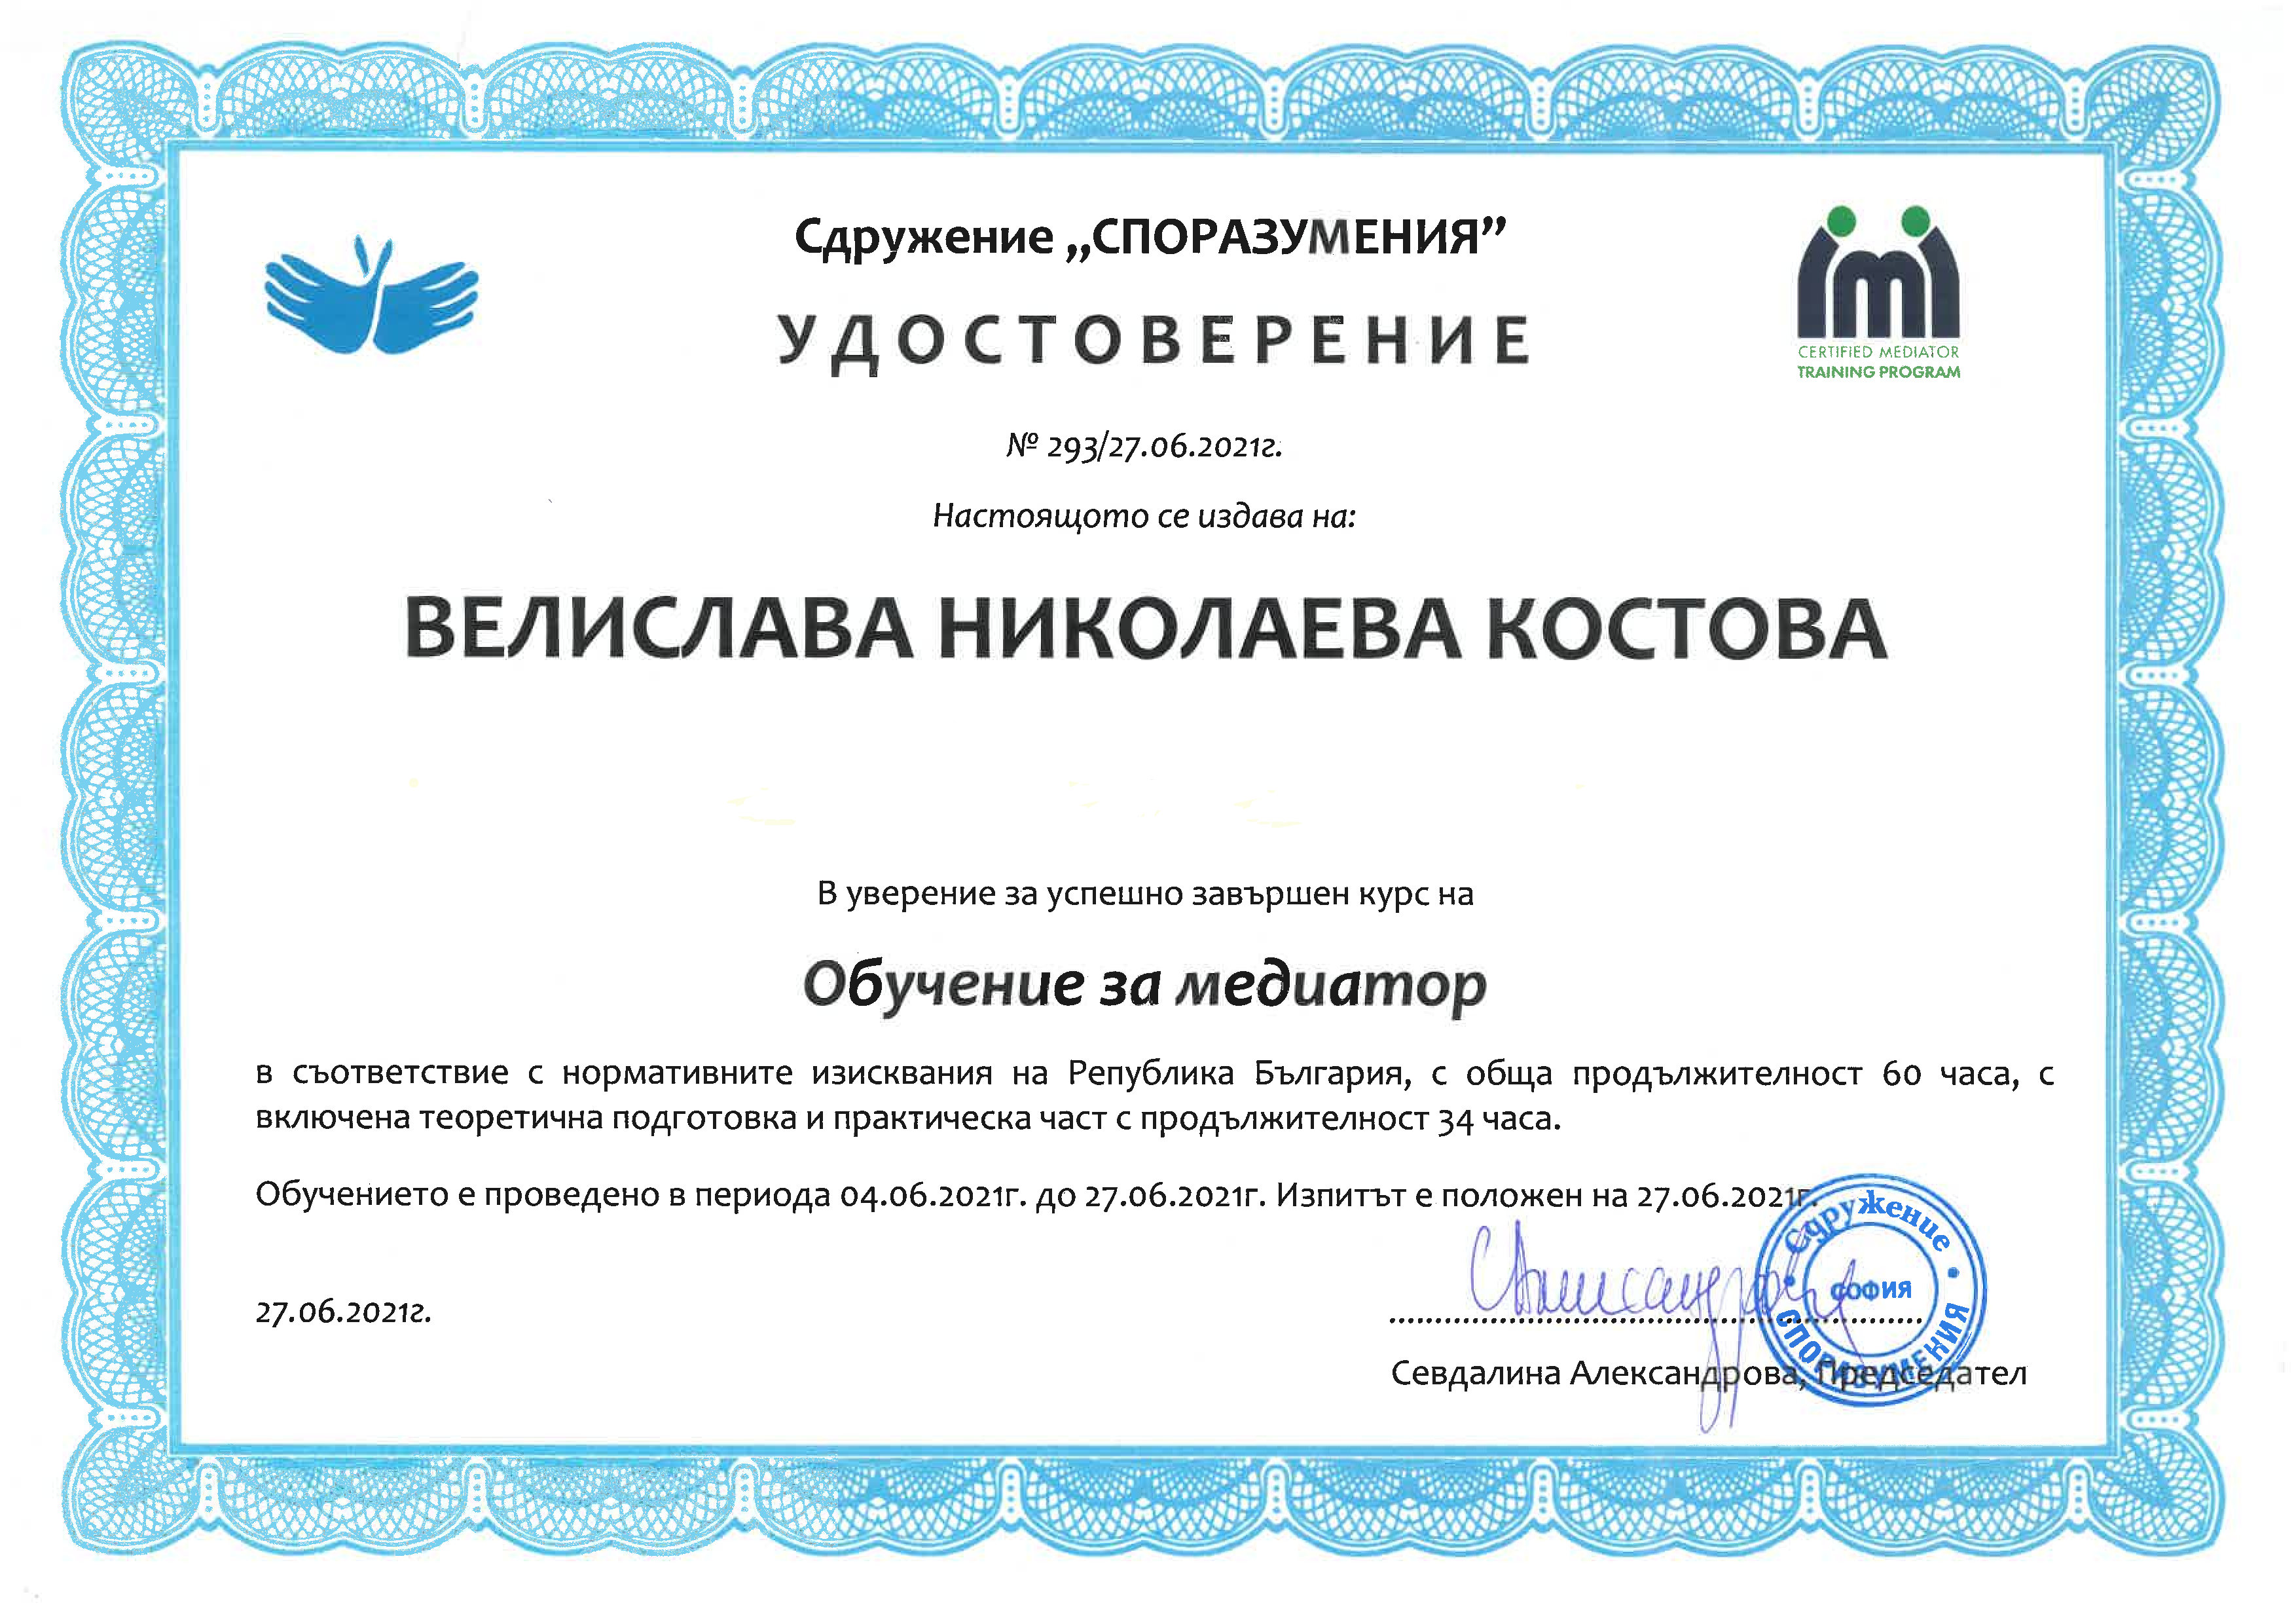 Сдружение „СПОРАЗУМЕНИЯ”
УДОСТОВЕРЕНИЕ
imi
CERTIFIED MEDIATOR
TRAINING PROGRAM
№ 293/27.06.2021г.
Настоящото се издава на:
ВЕЛИСЛАВА НИКОЛАЕВА КОСТОВА
В уверение за успешно завършен курс на
Обучение за медиатор
в съответствие с нормативните изисквания на Република България, с обща продължителност 60 часа, с
включена теоретична подготовка и практическа част с продължителност 34 часа.
Обучението е проведено в периода 04.06.2021г. до 27.06.2021г. Изпитът е положен на 27.06.2021г.
27.06.2021г.
Сдружение
СОФИЯ
СПОРАЗУМЕНИЯ
Севдалина Александрова, Председател